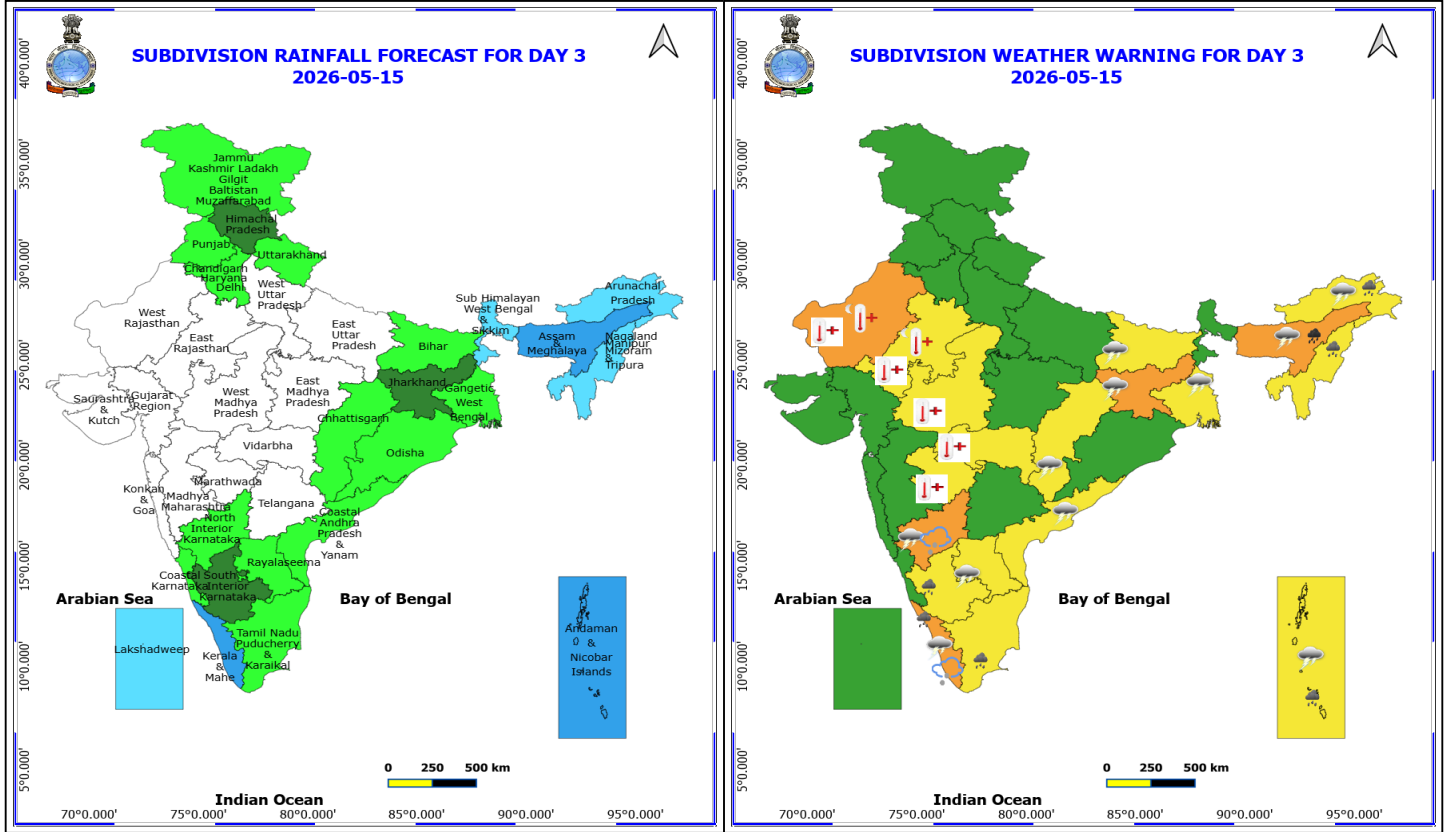 SUBDIVISION RAINFALL FORECAST FOR DAY 3
2026-05-15
40°0.000'
35°0.000'
30°0.000'
25°0.000'
20°0.000'
15°0.000'
10°0.000'
5°0.000'
Jammu
Kashmir Ladakh
Gilgit
Baltistan
Muzaffarabad
Himachal
Pradesh
Punjab
Uttarakhand
Chandigarh
Haryana
Delhi
West
Uttar
Pradesh
West
Rajasthan
East
Rajasthan
East
Uttar
Pradesh
Sub Himalayan
West Bengal
&
Sikkim
Arunachal
Pradesh
Assam
&
Meghalaya
Nagaland
Manipur
Mizoram
&
Tripura
Bihar
Jharkhand
Gangetic
West
Bengal
Saurashtra
&
Kutch
Gujarat
Region
West
Madhya
Pradesh
East
Madhya
Pradesh
Chhattisgarh
Odisha
Vidarbha
Konkan
&
Goa
Madhya
Maharashtra
Marathwada
Telangana
North
Interior
Karnataka
Coastal
Andhra
Pradesh
&
Yanam
Rayalaseema
Coastal
Karnataka
South
Interior
Karnataka
Tamil Nadu
Puducherry
&
Karaikal
Kerala
&
Mahe
Lakshadweep
Andaman
&
Nicobar
Islands
Arabian Sea
Bay of Bengal
Indian Ocean
0 250 500 km
70°0.000' 75°0.000' 80°0.000' 85°0.000' 90°0.000' 95°0.000'
SUBDIVISION WEATHER WARNING FOR DAY 3
2026-05-15
40°0.000'
35°0.000'
30°0.000'
25°0.000'
20°0.000'
15°0.000'
10°0.000'
5°0.000'
Arabian Sea
Bay of Bengal
Indian Ocean
0 250 500 km
70°0.000' 75°0.000' 80°0.000' 85°0.000' 90°0.000' 95°0.000'